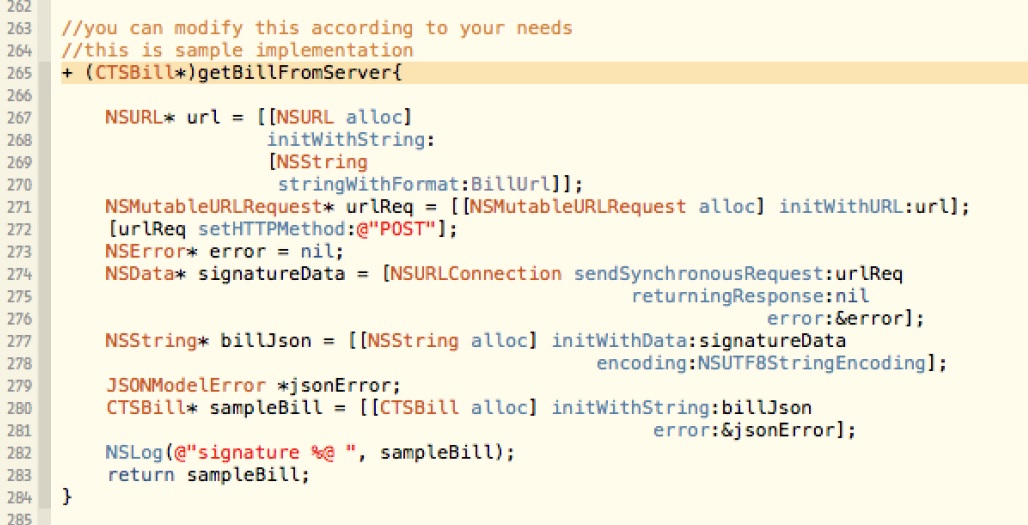 262
263 //you can modify this according to your needs
264 //this is sample implementation
265 + (CTSBill*)getBillFromServer{
266
267     NSURL* url = [[NSURL alloc]
268                   initWithString:
269                   [NSString
270                    stringWithFormat:BillUrl]];
271     NSMutableURLRequest* urlReq = [[NSMutableURLRequest alloc] initWithURL:url];
272     [urlReq setHTTPMethod:@"POST"];
273     NSError* error = nil;
274     NSData* signatureData = [NSURLConnection sendSynchronousRequest:urlReq
275                                                   returningResponse:nil
276                                                               error:&error];
277     NSString* billJson = [[NSString alloc] initWithData:signatureData
278                                                encoding:NSUTF8StringEncoding];
279     JSONModelError *jsonError;
280     CTSBill* sampleBill = [[CTSBill alloc] initWithString:billJson
281                                                     error:&jsonError];
282     NSLog(@"signature %@ ", sampleBill);
283     return sampleBill;
284 }
285